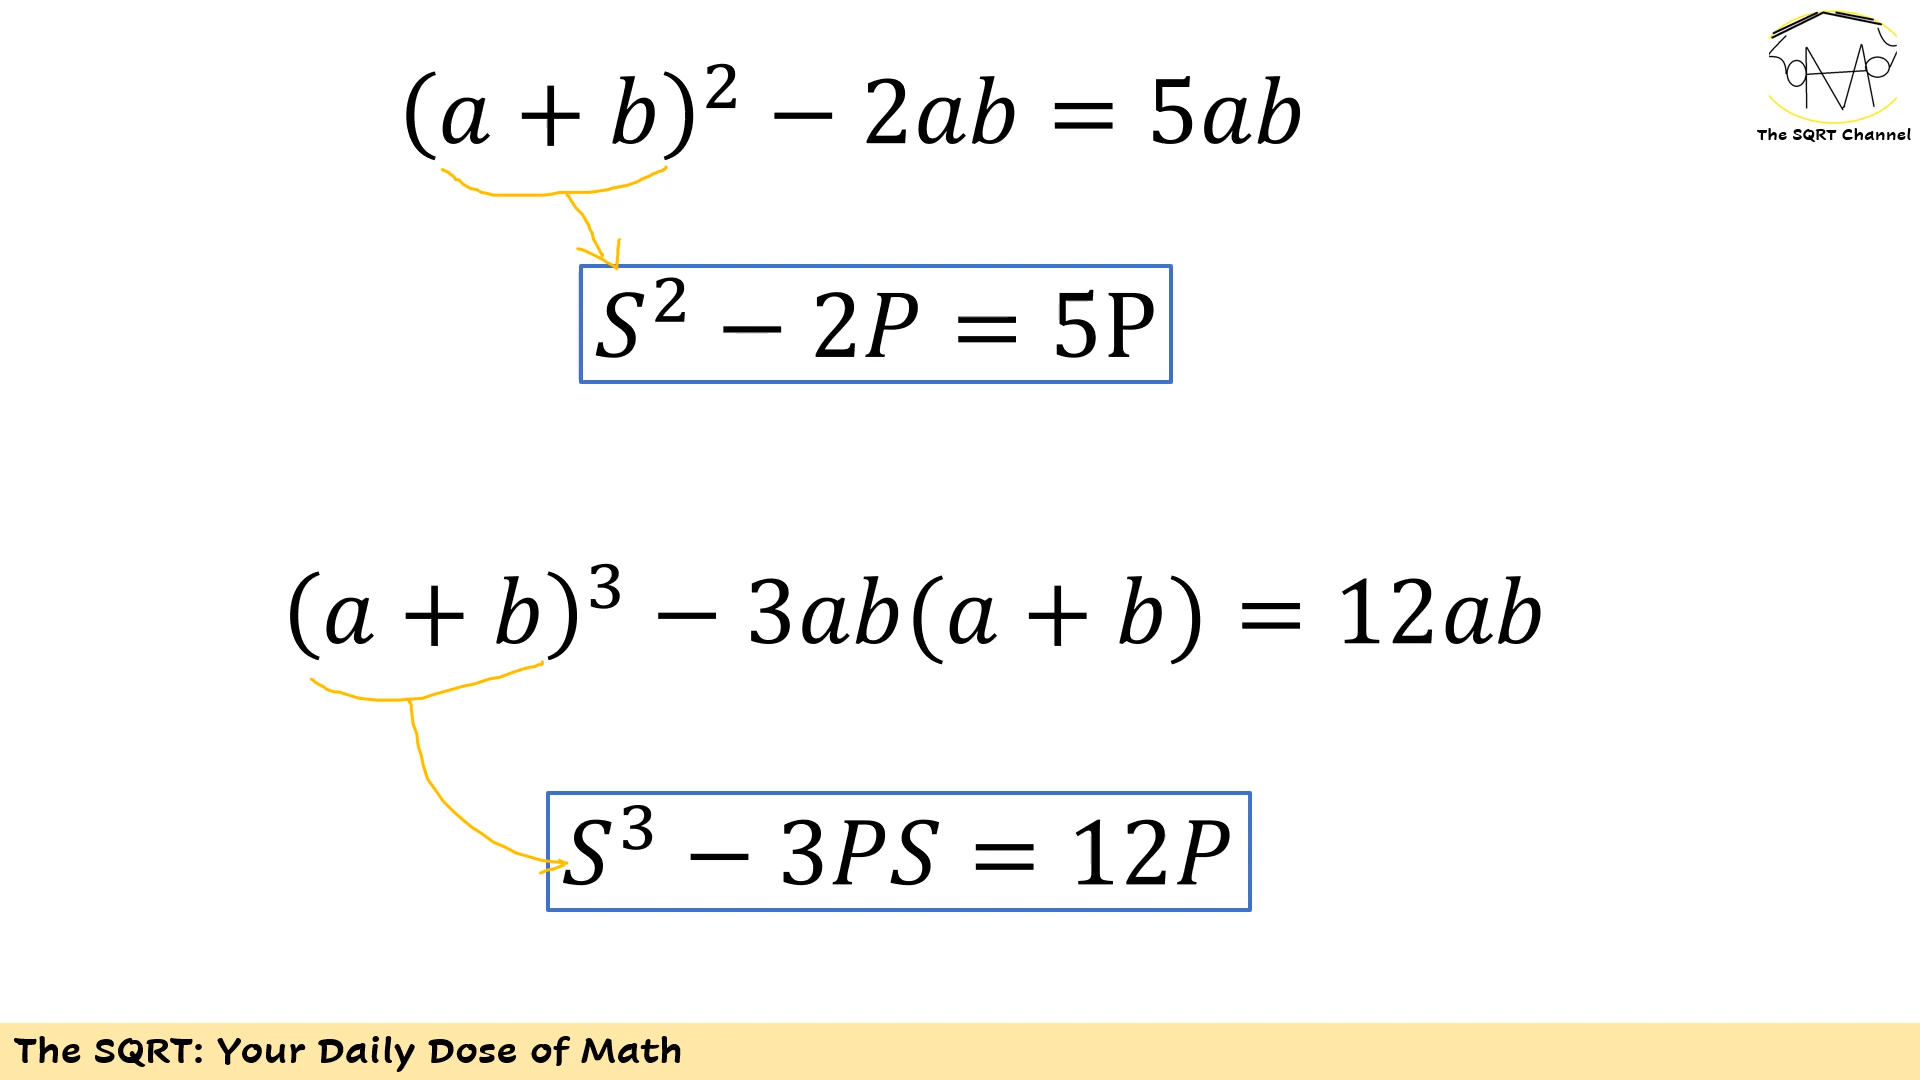 (a + b)² − 2ab = 5ab
The SQRT Channel
S² − 2P = 5P
(a + b)³ − 3ab(a + b) = 12ab
S³ − 3PS = 12P
The SQRT: Your Daily Dose of Math